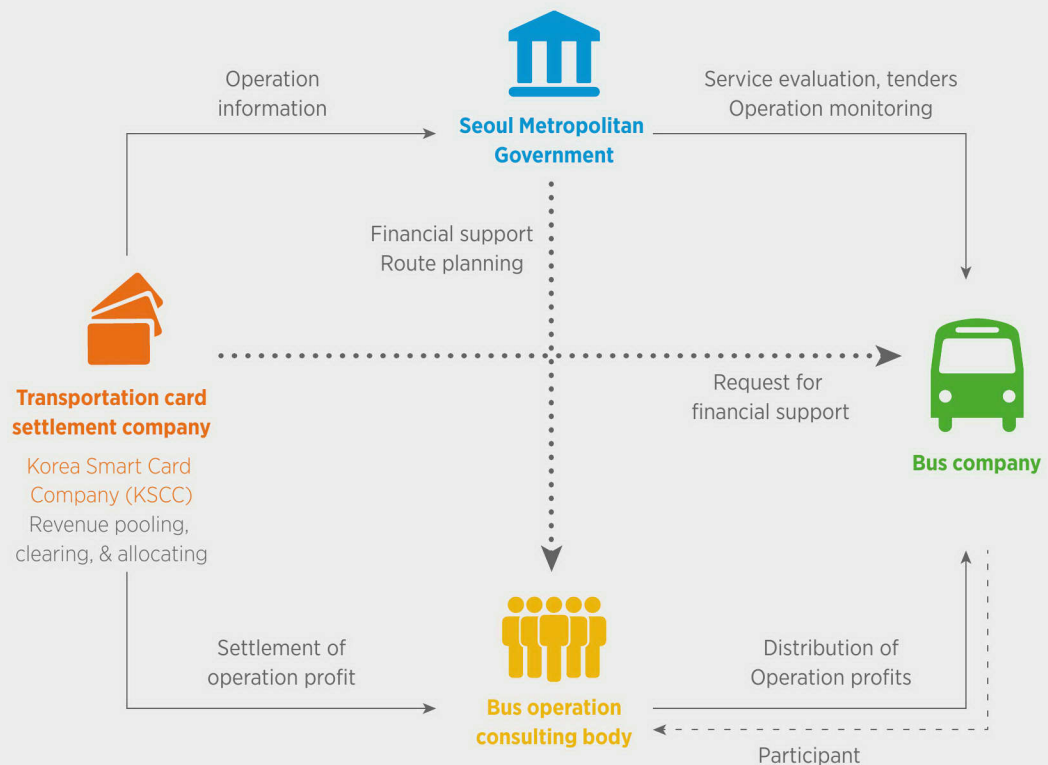 Operation
information
Seoul Metropolitan
Government
Service evaluation, tenders
Operation monitoring
Financial support
Route planning
Transportation card
settlement company
Korea Smart Card
Company (KSCC)
Revenue pooling,
clearing, & allocating
Request for
financial support
Bus company
Settlement of
operation profit
Bus operation
consulting body
Distribution of
Operation profits
Participant